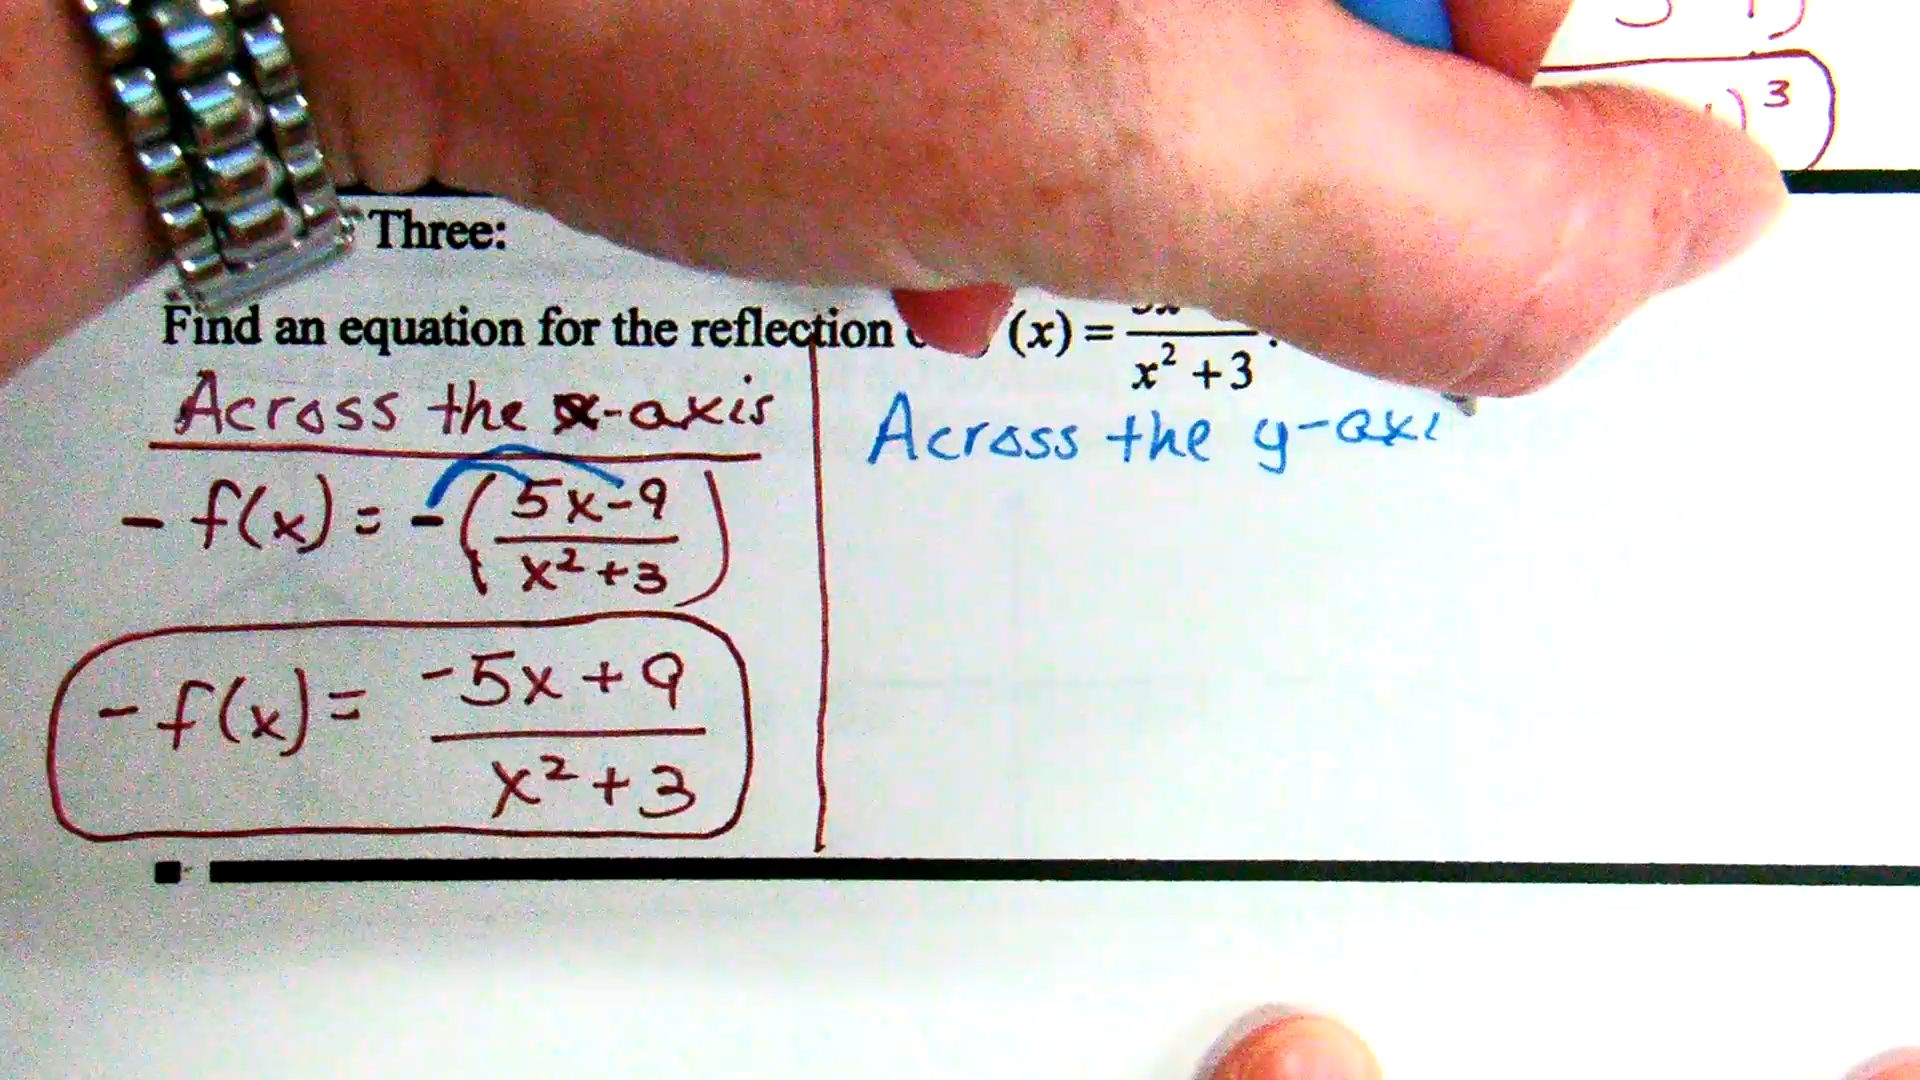 ) ³
Three:
Find an equation for the reflection (x) = ────/x² + 3 .
Across the x-axis
Across the y-axi
- f(x) = - (5x-9/x²+3)
- f(x) = -5x+9/x²+3